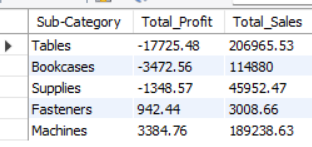 Sub-Category Total_Profit Total_Sales
Tables -17725.48 206965.53
Bookcases -3472.56 114880
Supplies -1348.57 45952.47
Fasteners 942.44 3008.66
Machines 3384.76 189238.63